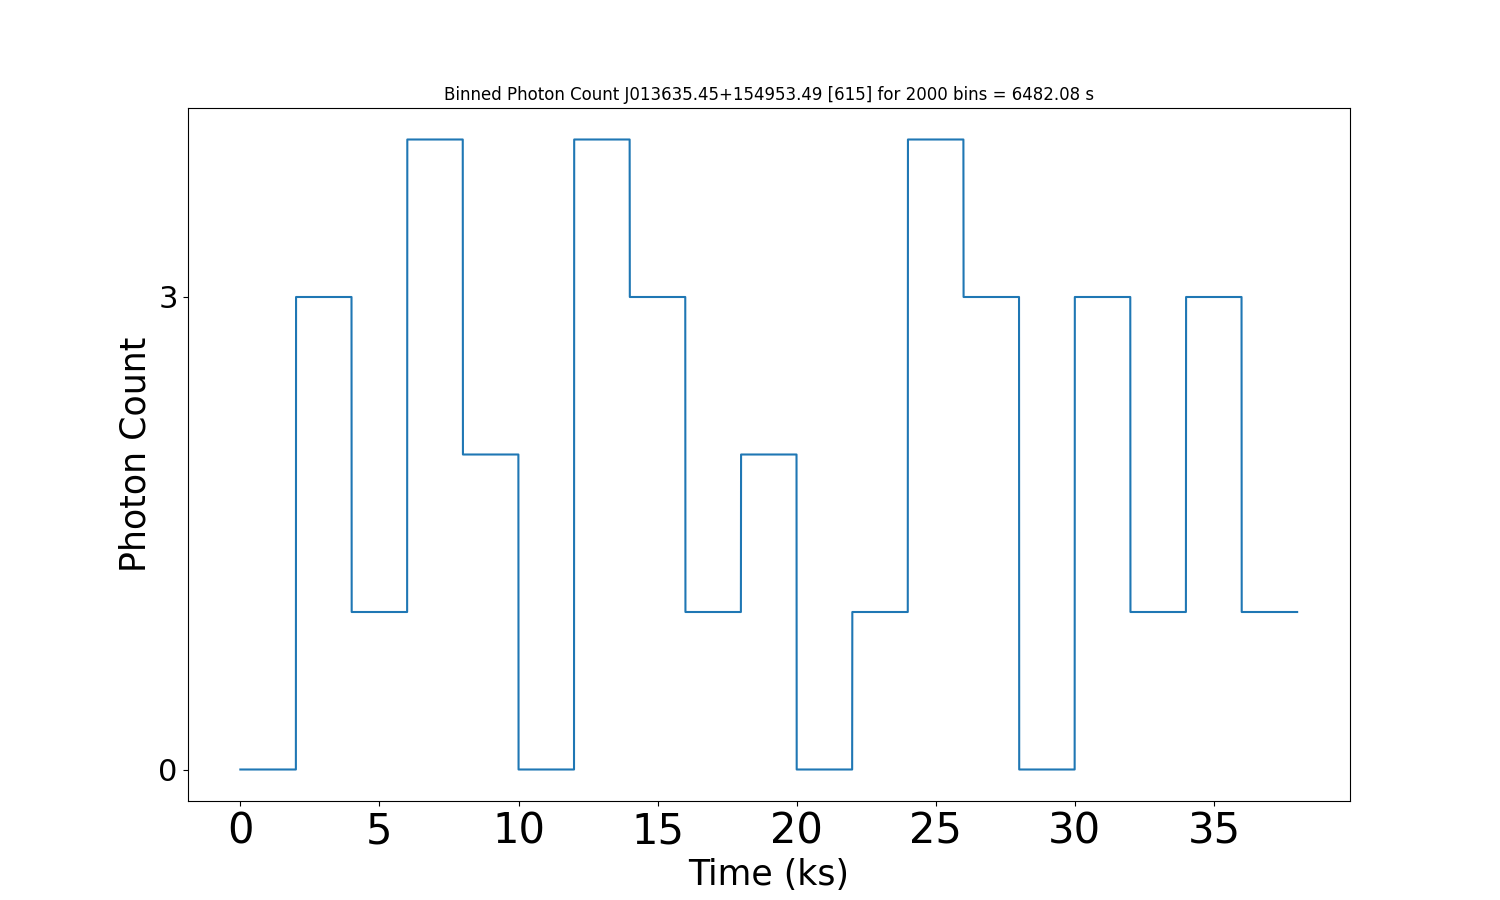 Binned Photon Count J013635.45+154953.49 [615] for 2000 bins = 6482.08 s
3
Photon Count
0
0 5 10 15 20 25 30 35
Time (ks)